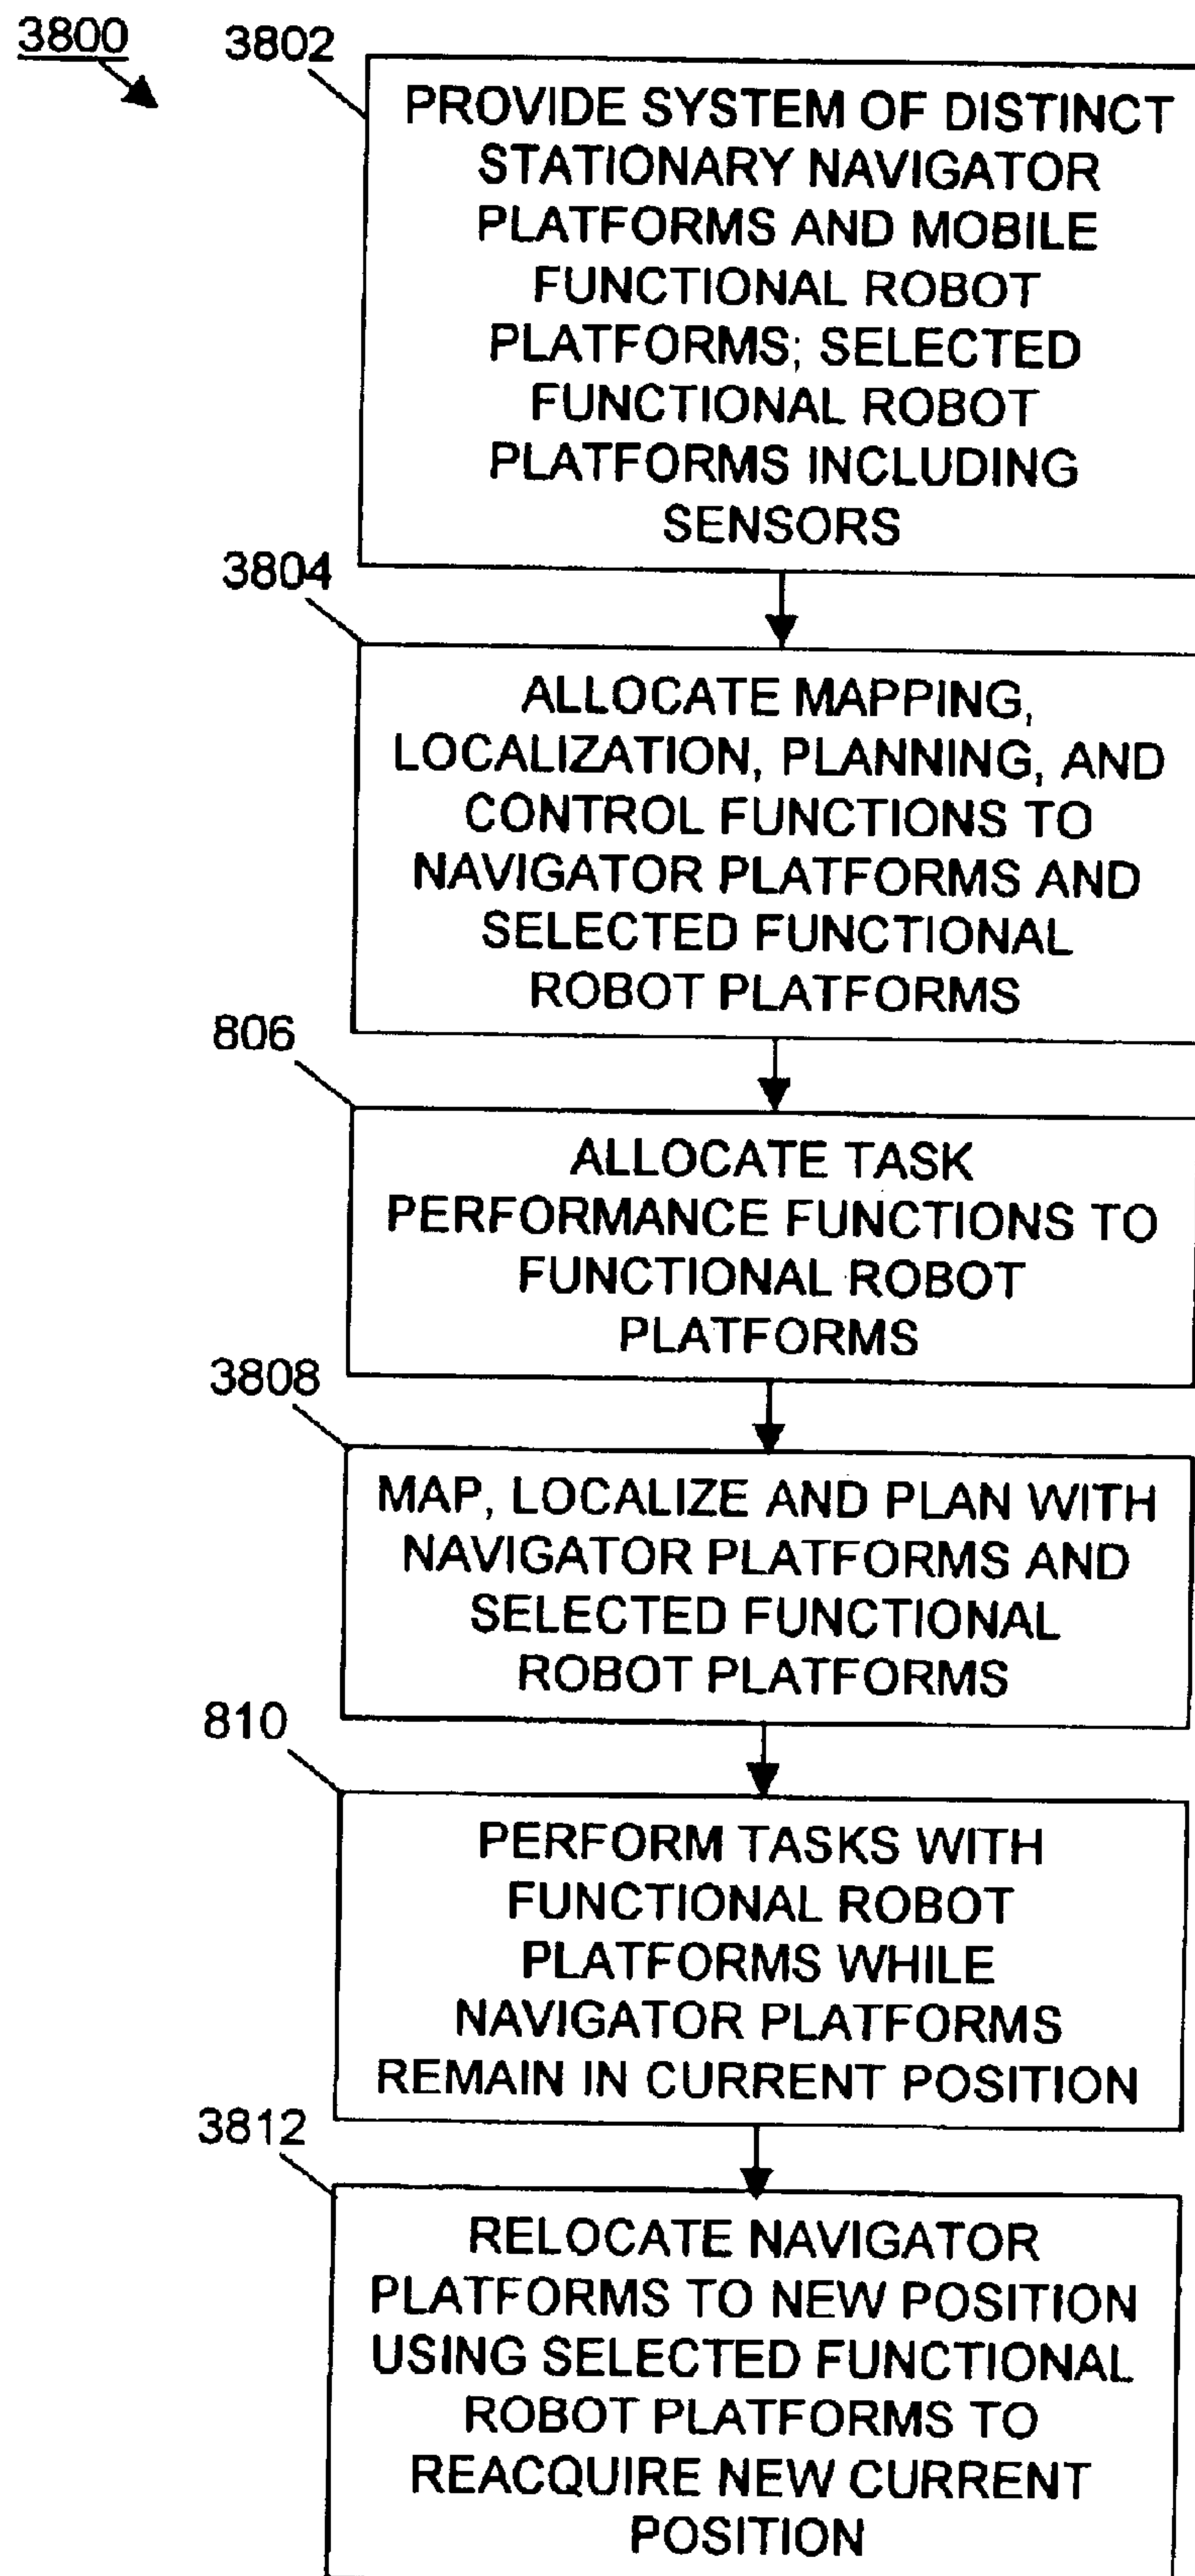 3800
3802
PROVIDE SYSTEM OF DISTINCT
STATIONARY NAVIGATOR
PLATFORMS AND MOBILE
FUNCTIONAL ROBOT
PLATFORMS; SELECTED
FUNCTIONAL ROBOT
PLATFORMS INCLUDING
SENSORS
3804
ALLOCATE MAPPING,
LOCALIZATION, PLANNING, AND
CONTROL FUNCTIONS TO
NAVIGATOR PLATFORMS AND
SELECTED FUNCTIONAL
ROBOT PLATFORMS
806
ALLOCATE TASK
PERFORMANCE FUNCTIONS TO
FUNCTIONAL ROBOT
PLATFORMS
3808
MAP, LOCALIZE AND PLAN WITH
NAVIGATOR PLATFORMS AND
SELECTED FUNCTIONAL
ROBOT PLATFORMS
810
PERFORM TASKS WITH
FUNCTIONAL ROBOT
PLATFORMS WHILE
NAVIGATOR PLATFORMS
REMAIN IN CURRENT POSITION
3812
RELOCATE NAVIGATOR
PLATFORMS TO NEW POSITION
USING SELECTED FUNCTIONAL
ROBOT PLATFORMS TO
REACQUIRE NEW CURRENT
POSITION